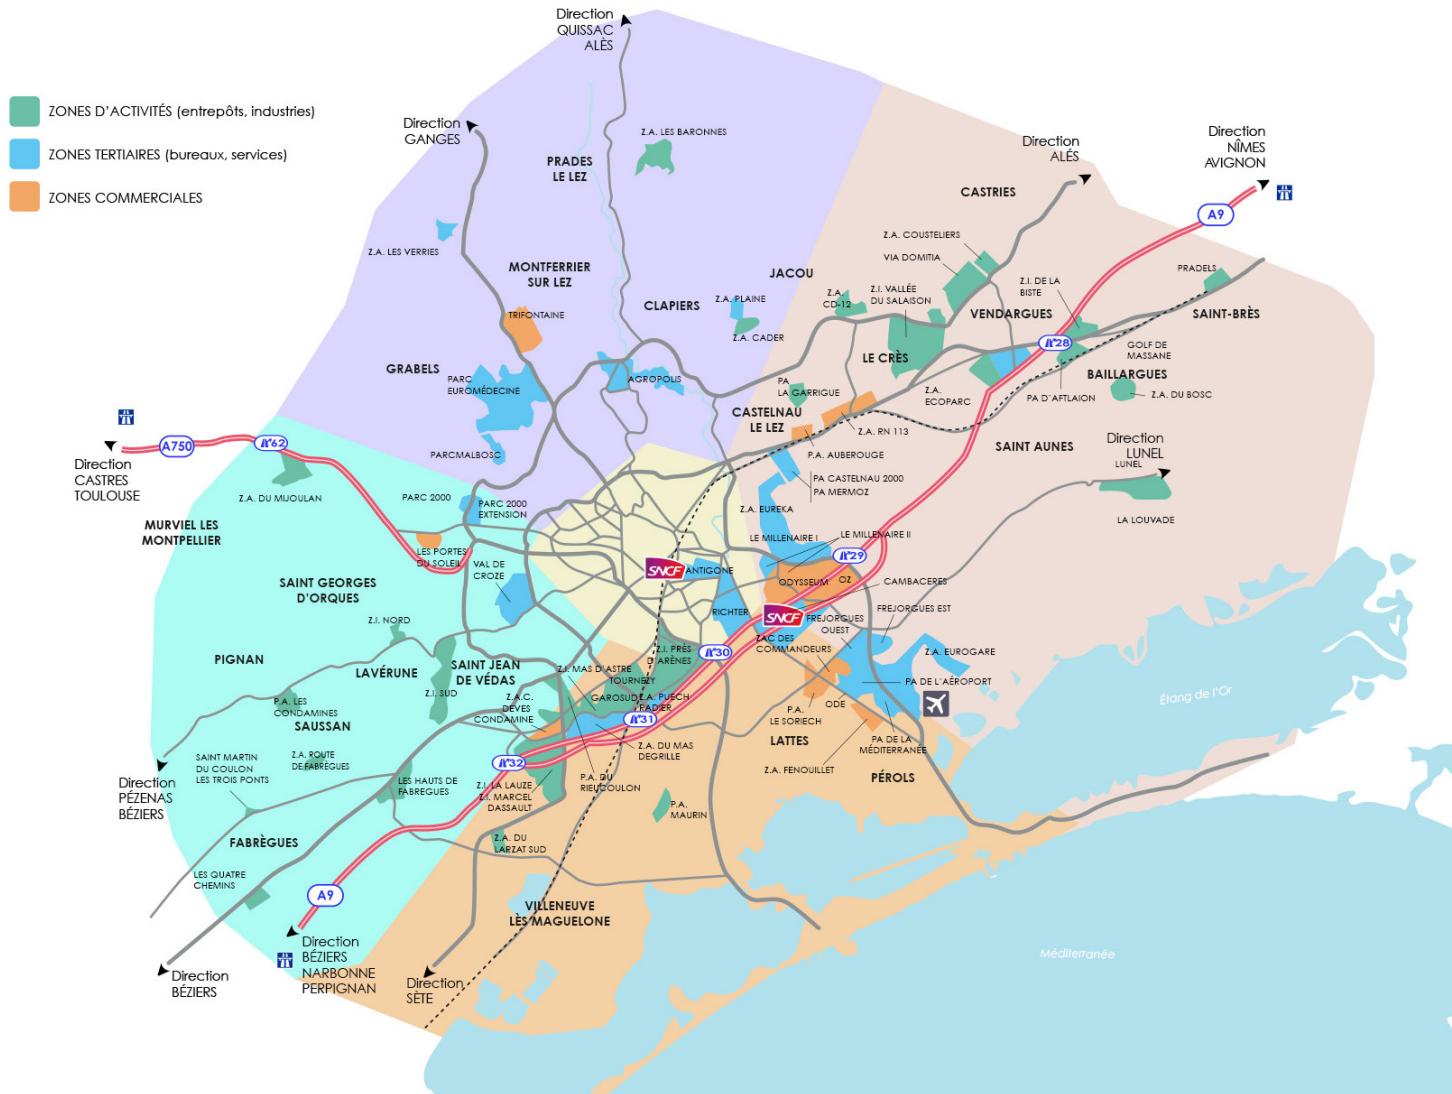 Direction
QUISSAC
ALÈS
ZONES D'ACTIVITÉS (entrepôts, industries)
ZONES TERTIAIRES (bureaux, services)
ZONES COMMERCIALES
Direction
GANGES
Z.A. LES BARONNES
PRADES
LE LEZ
Direction
ALÉS
Direction
NÎMES
AVIGNON
A9
CASTRIES
Z.A. COUSTELIERS
VIA DOMITIA
Z.A. LES VERRIES
MONTFERRIER
SUR LEZ
JACOU
Z.A.
CD-12
Z.I. VALLÉE
DU SALAISON
Z.I. DE LA
BISTE
PRADELS
CLAPIERS
Z.A. PLAINE
Z.A. CADER
TRIFONTAINE
VENDARGUES
SAINT-BRÈS
N°28
LE CRÈS
GOLF DE
MASSANE
BAILLARGUES
GRABELS
PARC
EUROMÉDECINE
AGROPOLIS
PA
LA GARRIGUE
Z.A.
ECOPARC
PA D'AFTLAION
Z.A. DU BOSC
CASTELNAU
LE LEZ
Z.A. RN 113
SAINT AUNES
Direction
LUNEL
LUNEL
A750
N°62
Direction
CASTRES
TOULOUSE
PARCMALBOSC
P.A. AUBEROUGE
PA CASTELNAU 2000
PA MERMOZ
Z.A. DU MIJOULAN
PARC 2000
PARC 2000
EXTENSION
Z.A. EUREKA
LA LOUVADE
MURVIEL LES
MONTPELLIER
LE MILLENAIRE I
LE MILLENAIRE II
N°29
LES PORTES
DU SOLEIL
VAL DE
CROZE
SNCF
ANTIGONE
ODYSSEUM
OZ
CAMBACERES
SAINT GEORGES
D'ORQUES
RICHTER
SNCF
FREJORGUES
OUEST
FREJORGUES EST
Z.I. NORD
ZAC DES
COMMANDEURS
Z.A. EUROGARE
PIGNAN
LAVÉRUNE
SAINT JEAN
DE VÉDAS
Z.I. PRÈS
D'ARÈNES
N°30
Z.I. MAS D'ASTRE
TOURNEZY
PA DE L'AÉROPORT
Z.I. SUD
Z.A.C.
DEVES
CONDAMINE
GAROSUD
Z.A. PUECH
RADIER
ODE
Étang de l'Or
P.A. LES
CONDAMINES
P.A.
LE SORIECH
SAUSSAN
N°31
LATTES
PA DE LA
MÉDITERRANÉE
SAINT MARTIN
DU COULON
LES TROIS PONTS
Z.A. ROUTE
DE FABRÈGUES
Z.A. DU MAS
DEGRILLE
N°32
Z.A. FENOUILLET
PÉROLS
Direction
PÉZENAS
BÉZIERS
LES HAUTS DE
FABREGUES
Z.I. LA LAUZE
Z.I. MARCEL
DASSAULT
P.A. DU
RIEUCOULON
P.A.
MAURIN
FABRÈGUES
Z.A. DU
LARZAT SUD
LES QUATRE
CHEMINS
A9
VILLENEUVE
LÈS MAGUELONE
Direction
BÉZIERS
NARBONNE
PERPIGNAN
Direction
BÉZIERS
Direction
SÈTE
Méditerranée